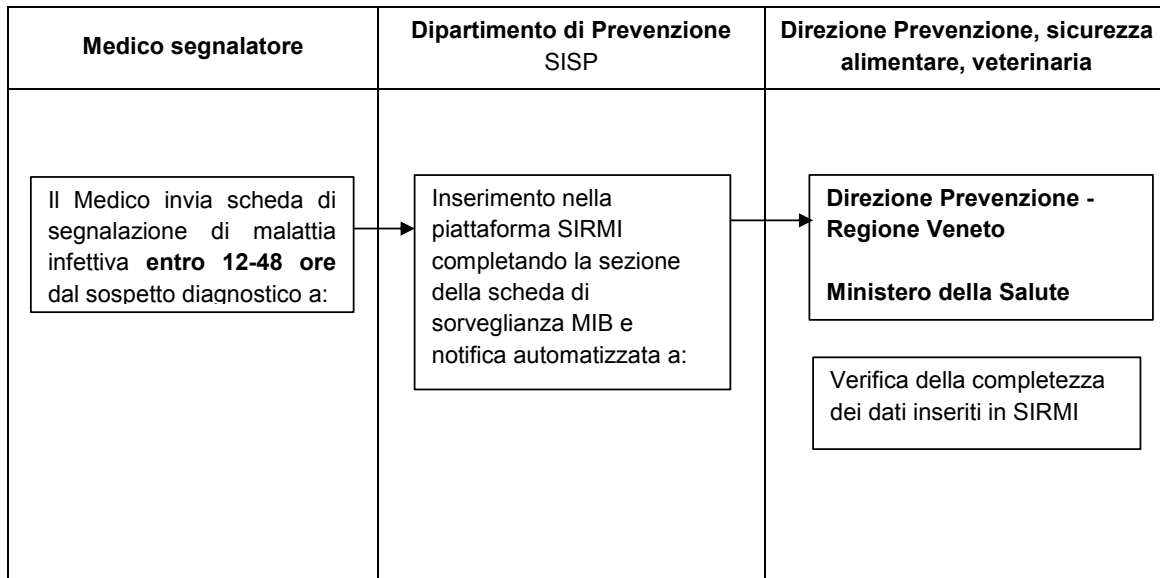 Medico segnalatore
Dipartimento di Prevenzione
SISP
Direzione Prevenzione, sicurezza
alimentare, veterinaria
Il Medico invia scheda di
segnalazione di malattia
infettiva entro 12-48 ore
dal sospetto diagnostico a:
Inserimento nella
piattaforma SIRMI
completando la sezione
della scheda di
sorveglianza MIB e
notifica automatizzata a:
Direzione Prevenzione -
Regione Veneto
Ministero della Salute
Verifica della completezza
dei dati inseriti in SIRMI